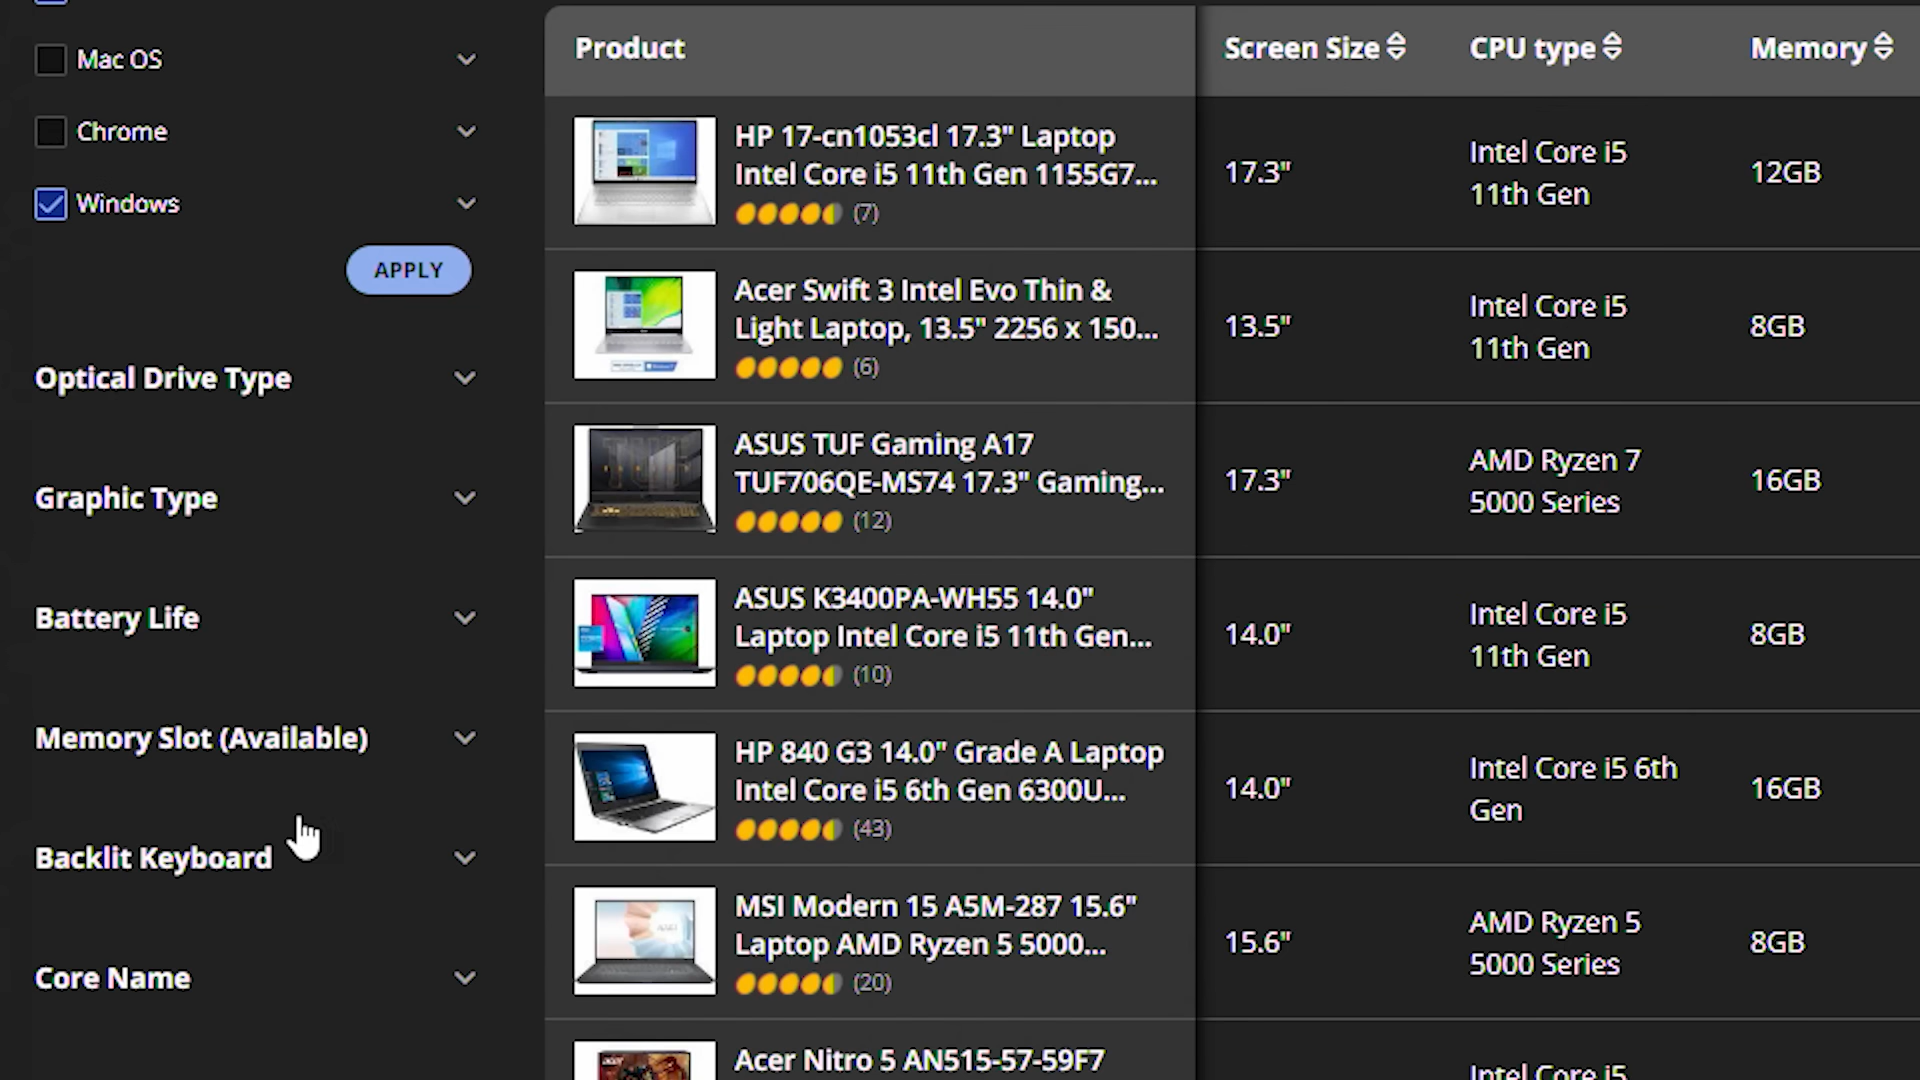 Mac OS
Chrome
Windows
APPLY
Optical Drive Type
Graphic Type
Battery Life
Memory Slot (Available)
Backlit Keyboard
Core Name
Product
Screen Size
CPU type
Memory
HP 17-cn1053cl 17.3" Laptop
Intel Core i5 11th Gen 1155G7...
(7)
17.3"
Intel Core i5
11th Gen
12GB
Acer Swift 3 Intel Evo Thin &
Light Laptop, 13.5" 2256 x 150...
(6)
13.5"
Intel Core i5
11th Gen
8GB
ASUS TUF Gaming A17
TUF706QE-MS74 17.3" Gaming...
(12)
17.3"
AMD Ryzen 7
5000 Series
16GB
ASUS K3400PA-WH55 14.0"
Laptop Intel Core i5 11th Gen...
(10)
14.0"
Intel Core i5
11th Gen
8GB
HP 840 G3 14.0" Grade A Laptop
Intel Core i5 6th Gen 6300U...
(43)
14.0"
Intel Core i5 6th
Gen
16GB
MSI Modern 15 A5M-287 15.6"
Laptop AMD Ryzen 5 5000...
(20)
15.6"
AMD Ryzen 5
5000 Series
8GB
Acer Nitro 5 AN515-57-59F7
Intel Core i5